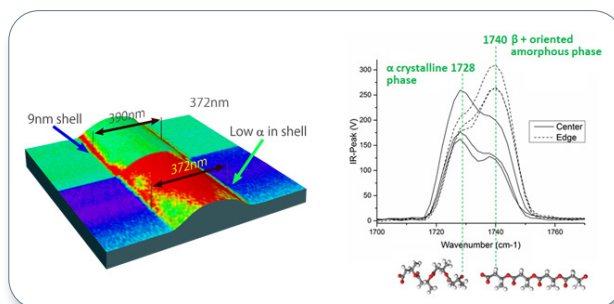 9nm shell
390nm
372nm
372nm
Low α in shell
1740 β + oriented
amorphous phase
α crystalline 1728
phase
IR-Peak (V)
300
250
200
150
100
50
0
Center
Edge
1700
1720
1740
1760
Wavenumber (cm-1)